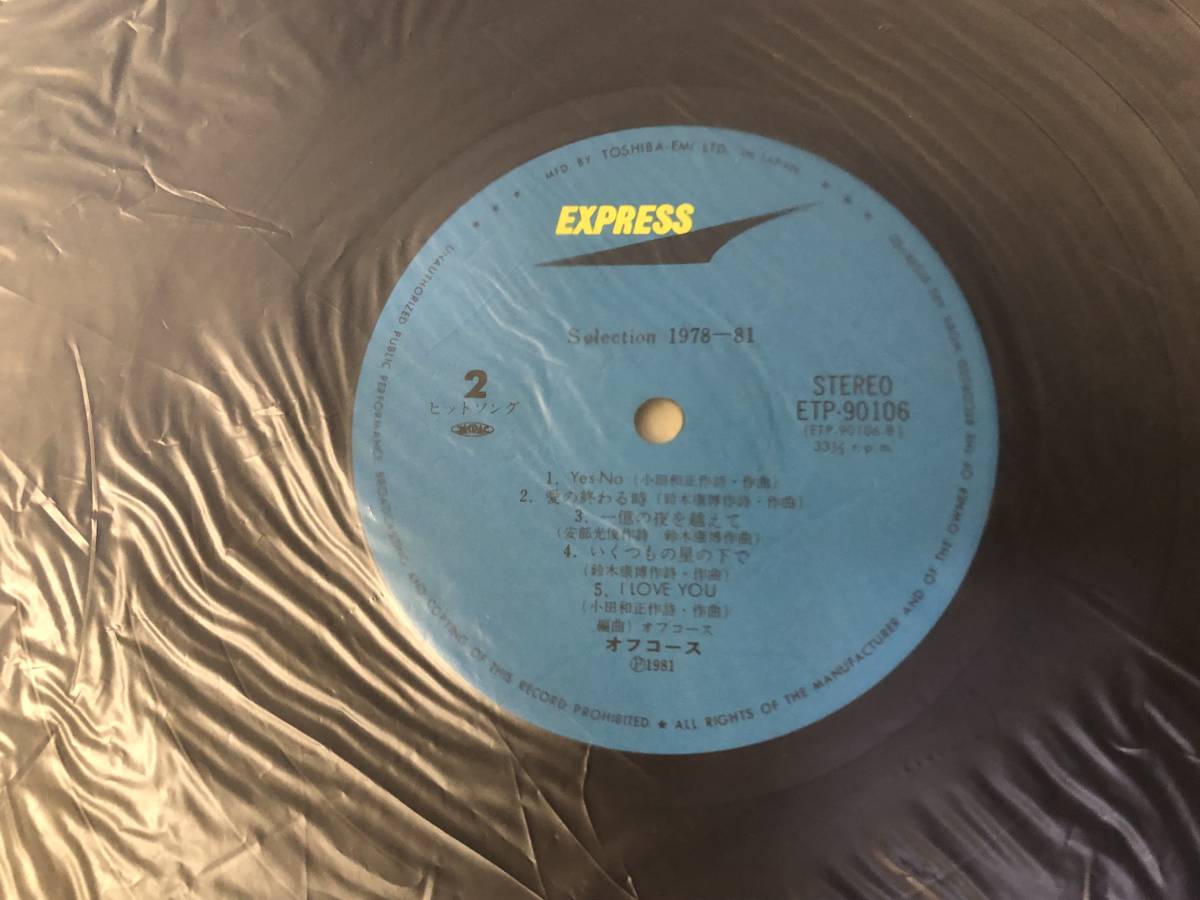 MFD. BY TOSHIBA-EMI LTD. IN JAPAN
EXPRESS
Selection 1978—81
2
ヒットソング
JASRAC
STEREO
ETP-90106
(ETP-90106-B)
33⅓ r.p.m.
1. Yes-No (小田和正作詩・作曲)
2. 愛の終わる時 (鈴木康博作詩・作曲)
3. 一億の夜を越えて
(安部光俊作詩 鈴木康博作曲)
4. いくつもの星の下で
(鈴木康博作詩・作曲)
5. I LOVE YOU
(小田和正作詩・作曲)
編曲) オフコース
オフコース
Ⓟ1981
UNAUTHORIZED PUBLIC PERFORMANCE BROADCASTING AND COPYING OF THIS RECORD PROHIBITED ★ ALL RIGHTS OF THE MANUFACTURER AND OF THE OWNER OF THE RECORDED WORK ARE RESERVED